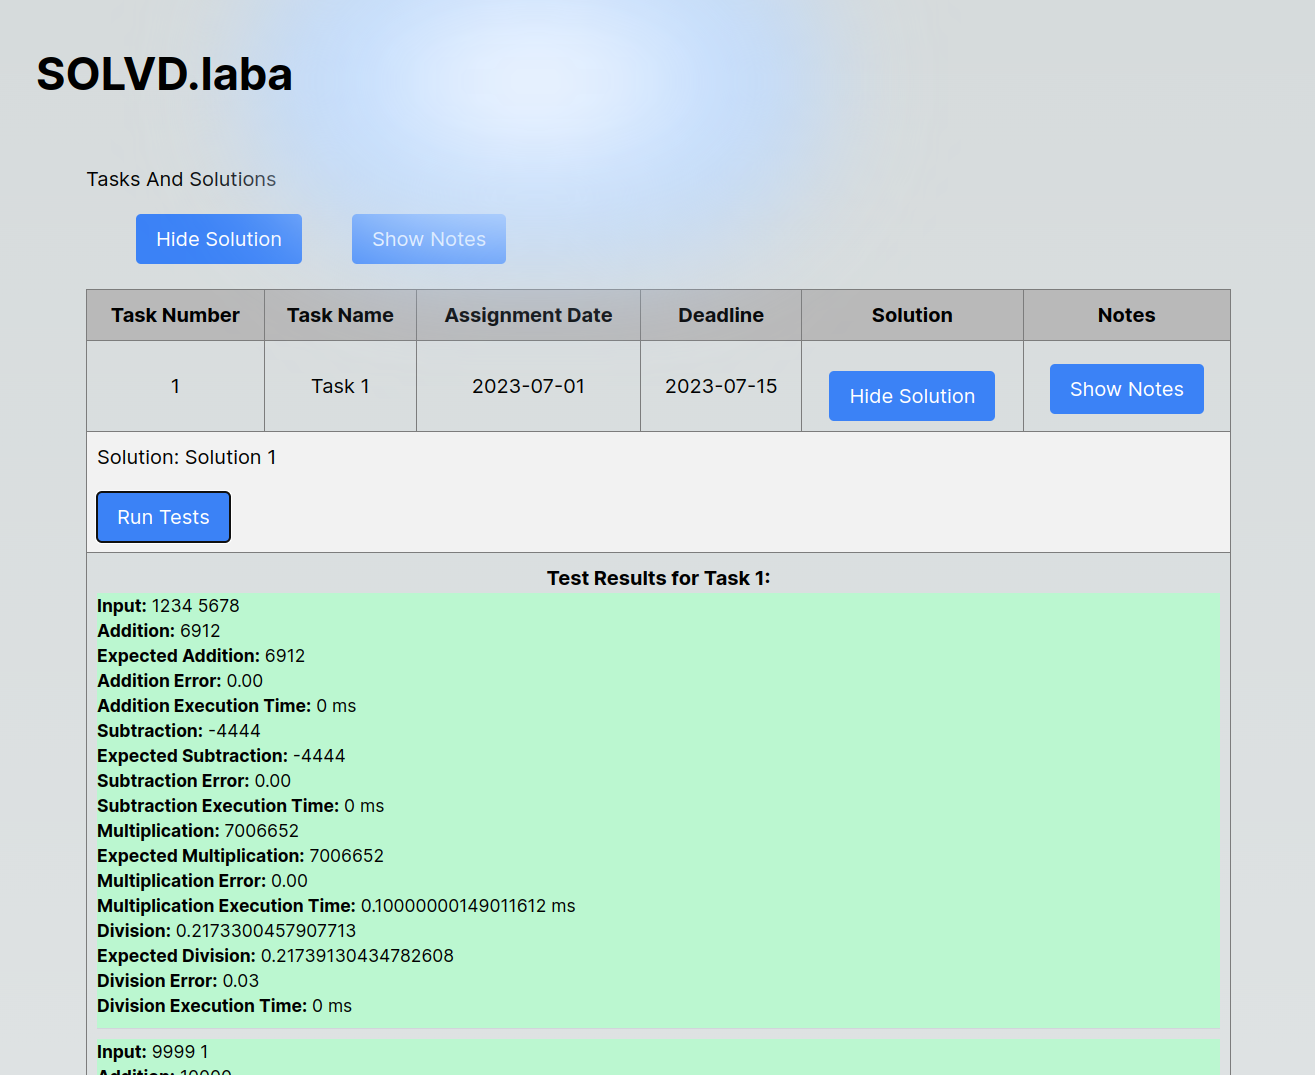 SOLVD.laba
Tasks And Solutions
Hide Solution Show Notes
Task Number Task Name Assignment Date Deadline Solution Notes
1 Task 1 2023-07-01 2023-07-15 Hide Solution Show Notes
Solution: Solution 1
Run Tests
Test Results for Task 1:
Input: 1234 5678
Addition: 6912
Expected Addition: 6912
Addition Error: 0.00
Addition Execution Time: 0 ms
Subtraction: -4444
Expected Subtraction: -4444
Subtraction Error: 0.00
Subtraction Execution Time: 0 ms
Multiplication: 7006652
Expected Multiplication: 7006652
Multiplication Error: 0.00
Multiplication Execution Time: 0.10000000149011612 ms
Division: 0.2173300457907713
Expected Division: 0.21739130434782608
Division Error: 0.03
Division Execution Time: 0 ms
Input: 9999 1
Addition: 10000